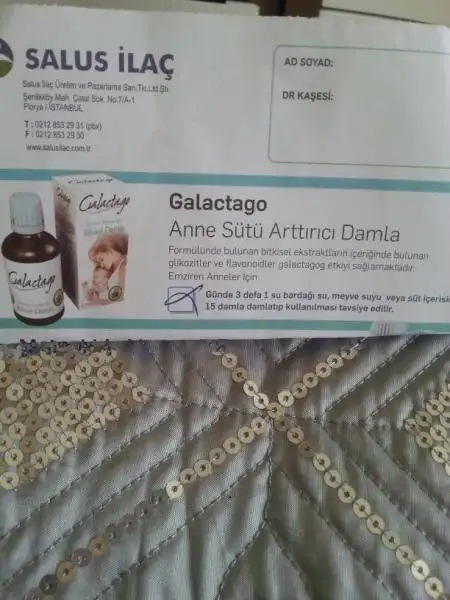 SALUS İLAÇ
Salus İlaç Üretim ve Pazarlama San.Tic.Ltd.Şti.
Şenlikköy Mah. Çatal Sok. No:7/A-1
Florya / İSTANBUL
T : 0212 853 29 31 (pbx)
F : 0212 853 29 30
www.salusilac.com.tr
AD SOYAD:
DR KAŞESİ:
Galactago
Galactago
Galactago
Anne Sütü Arttırıcı Damla
Formülünde bulunan bitkisel ekstraktların içeriğinde bulunan
glikozitler ve flavonoidler galactagog etkiyi sağlamaktadır.
Emziren Anneler İçin
Günde 3 defa 1 su bardağı su, meyve suyu veya süt içerisi
15 damla damlatıp kullanılması tavsiye edilir.